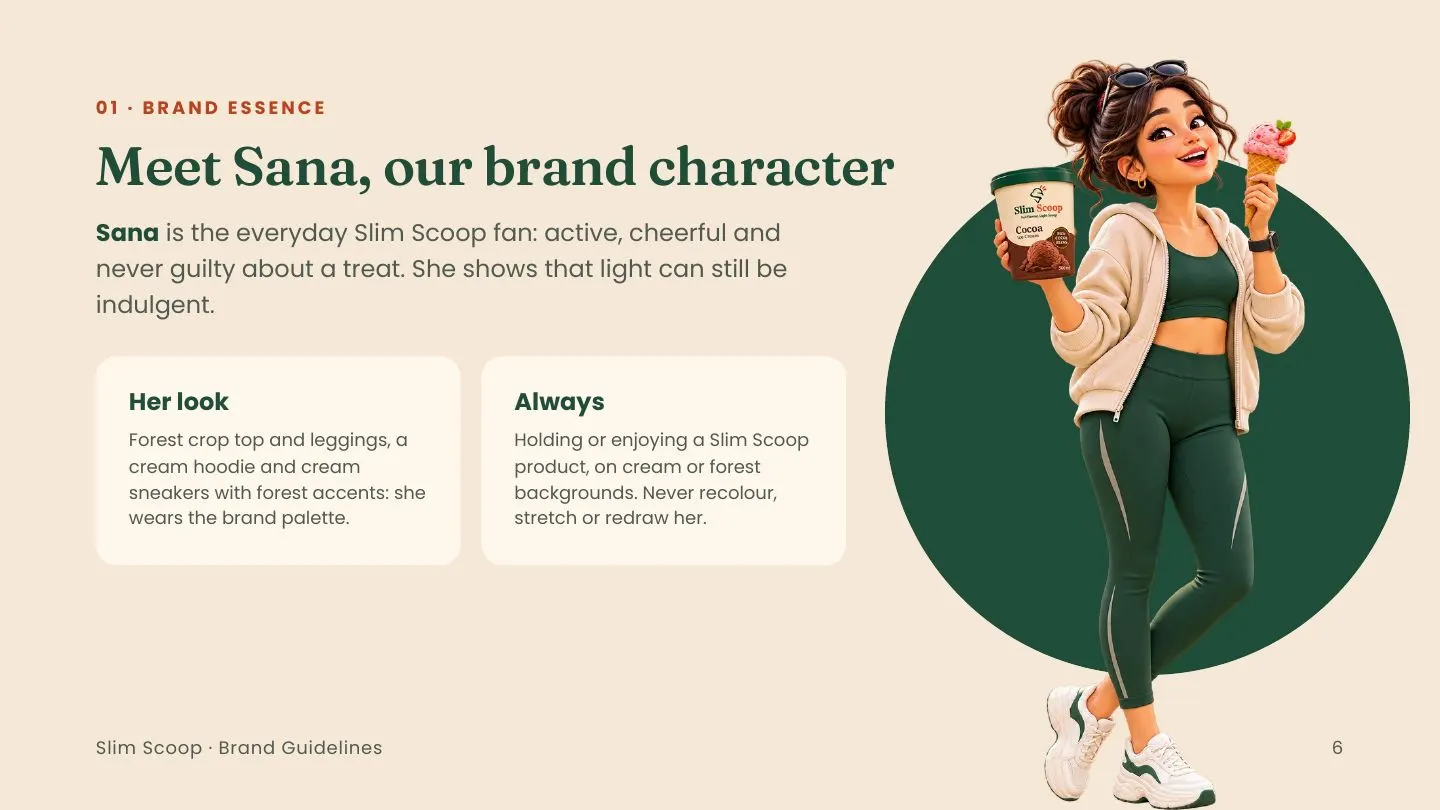 01 · BRAND ESSENCE
Meet Sana, our brand character
Sana is the everyday Slim Scoop fan: active, cheerful and
never guilty about a treat. She shows that light can still be
indulgent.
Her look
Forest crop top and leggings, a
cream hoodie and cream
sneakers with forest accents: she
wears the brand palette.
Always
Holding or enjoying a Slim Scoop
product, on cream or forest
backgrounds. Never recolour,
stretch or redraw her.
Slim Scoop
Cocoa
Ice Cream
Slim Scoop · Brand Guidelines
6